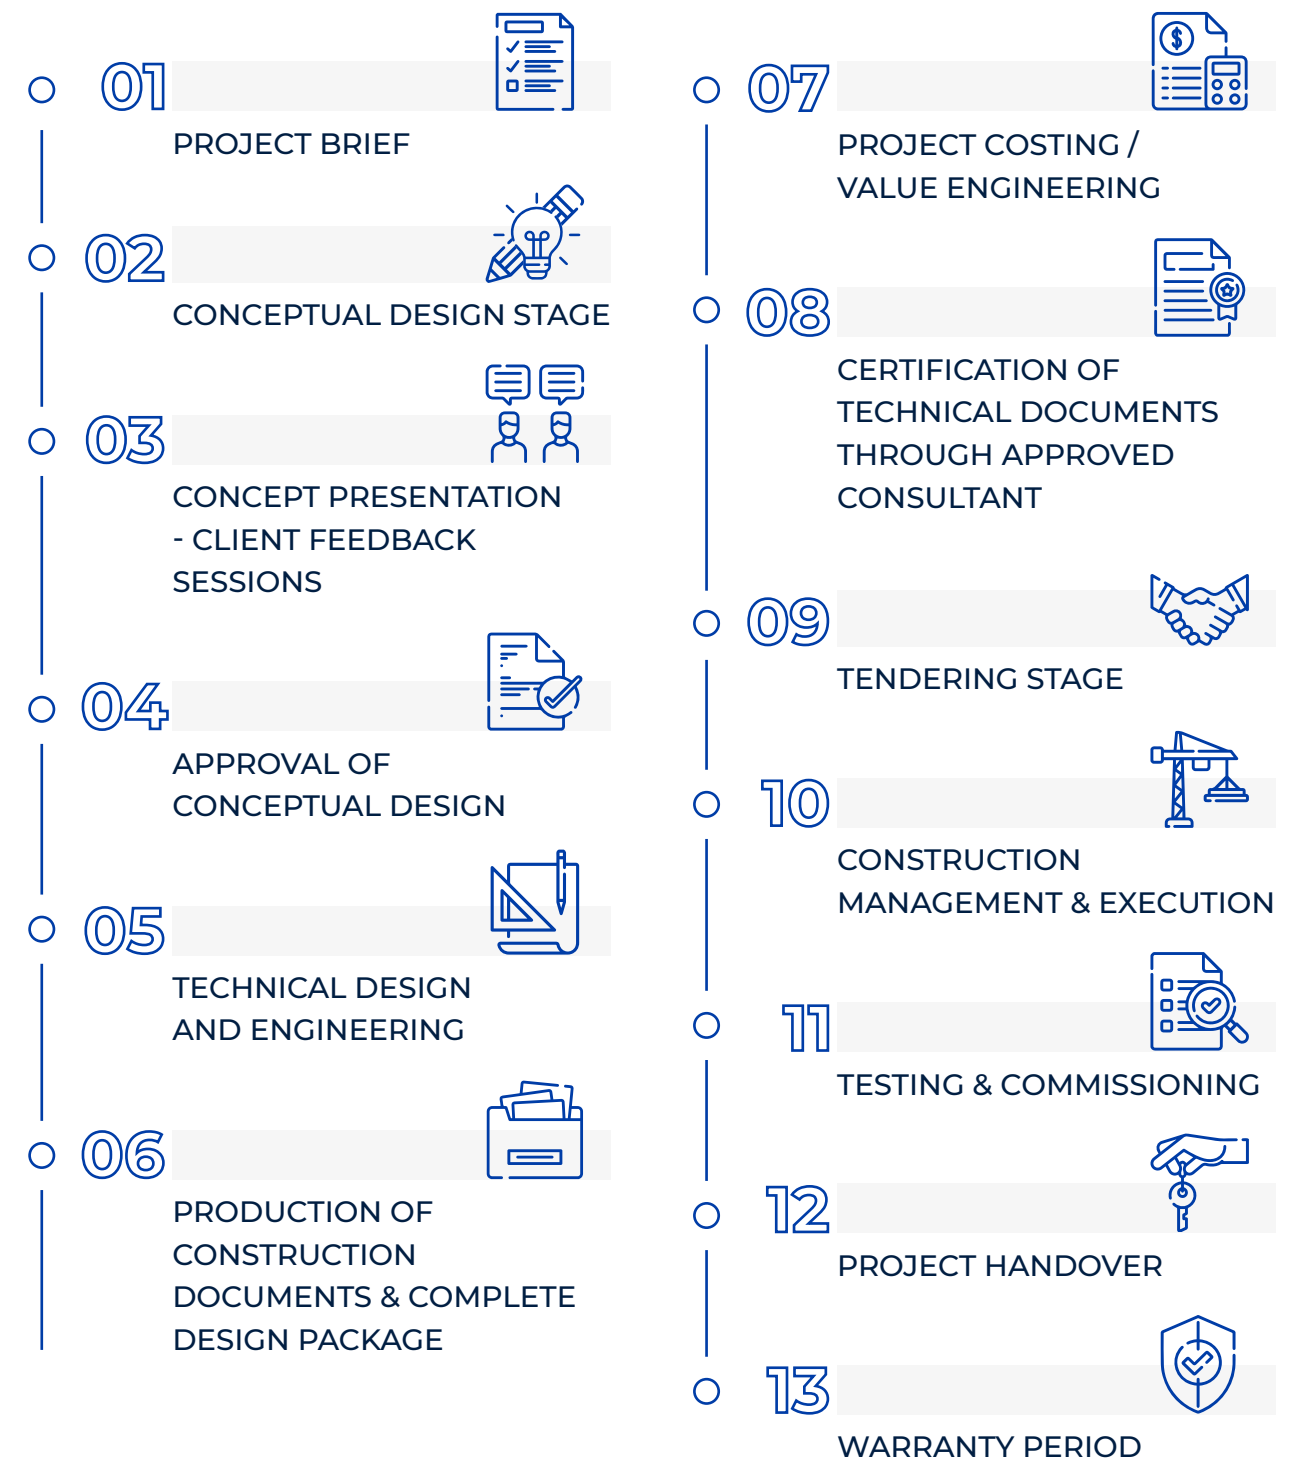 01
PROJECT BRIEF
02
CONCEPTUAL DESIGN STAGE
03
CONCEPT PRESENTATION
- CLIENT FEEDBACK
SESSIONS
04
APPROVAL OF
CONCEPTUAL DESIGN
05
TECHNICAL DESIGN
AND ENGINEERING
06
PRODUCTION OF
CONSTRUCTION
DOCUMENTS & COMPLETE
DESIGN PACKAGE
07
$
PROJECT COSTING /
VALUE ENGINEERING
08
CERTIFICATION OF
TECHNICAL DOCUMENTS
THROUGH APPROVED
CONSULTANT
09
TENDERING STAGE
10
CONSTRUCTION
MANAGEMENT & EXECUTION
11
TESTING & COMMISSIONING
12
PROJECT HANDOVER
13
WARRANTY PERIOD